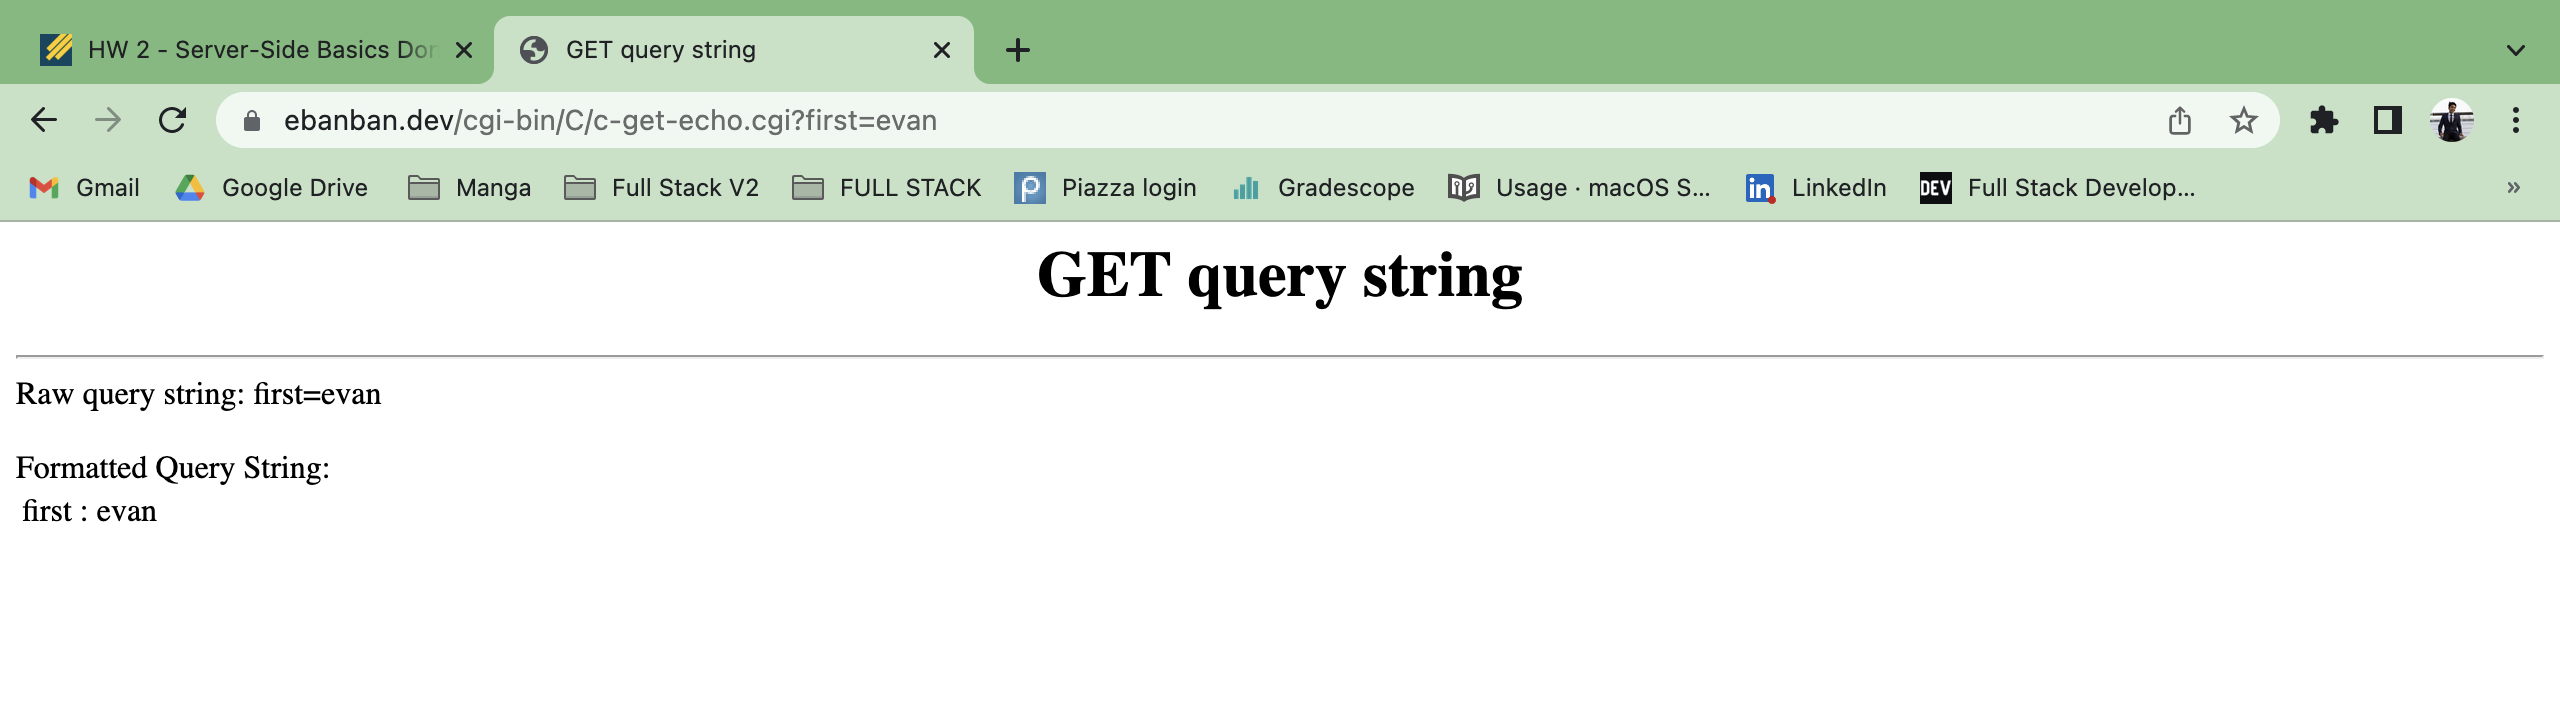 HW 2 - Server-Side Basics Dor
GET query string
ebanban.dev/cgi-bin/C/c-get-echo.cgi?first=evan
Gmail
Google Drive
Manga
Full Stack V2
FULL STACK
Piazza login
Gradescope
Usage · macOS S...
in LinkedIn
DEV Full Stack Develop...
»
GET query string
Raw query string: first=evan
Formatted Query String:
first : evan